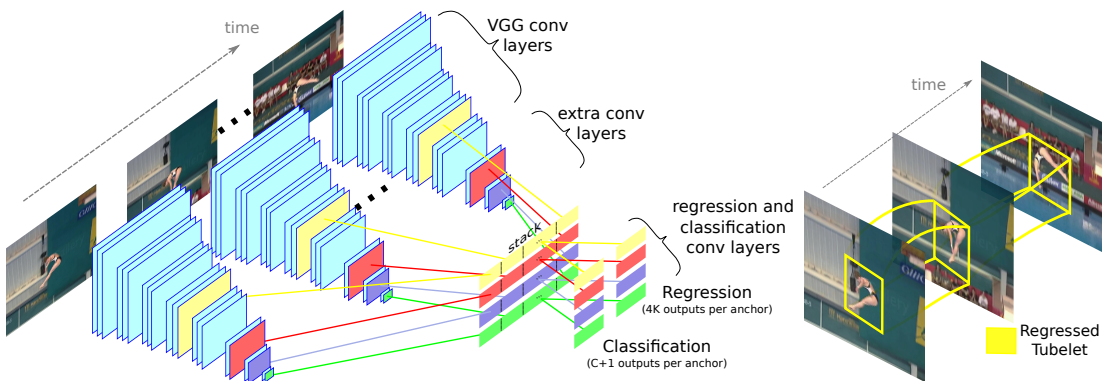 time
VGG conv
layers
extra conv
layers
stack
regression and
classification
conv layers
Regression
(4K outputs per anchor)
Classification
(C+1 outputs per anchor)
time
Regressed
Tubelet